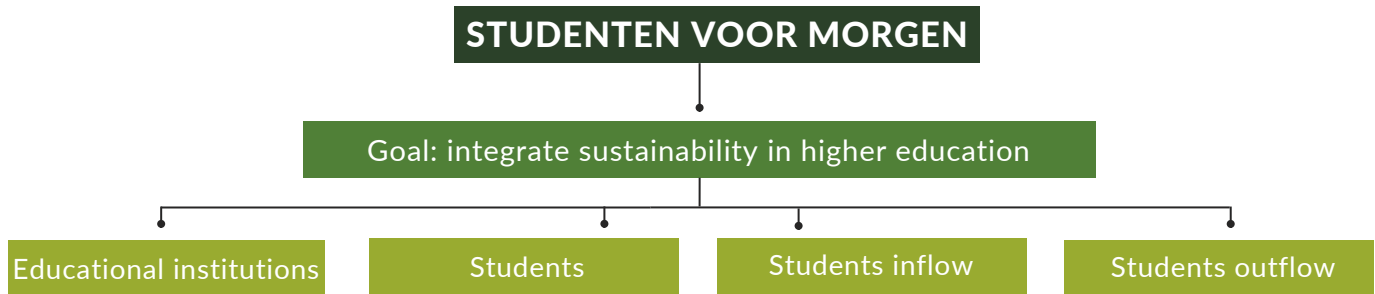 STUDENTEN VOOR MORGEN
Goal: integrate sustainability in higher education
Educational institutions
Students
Students inflow
Students outflow